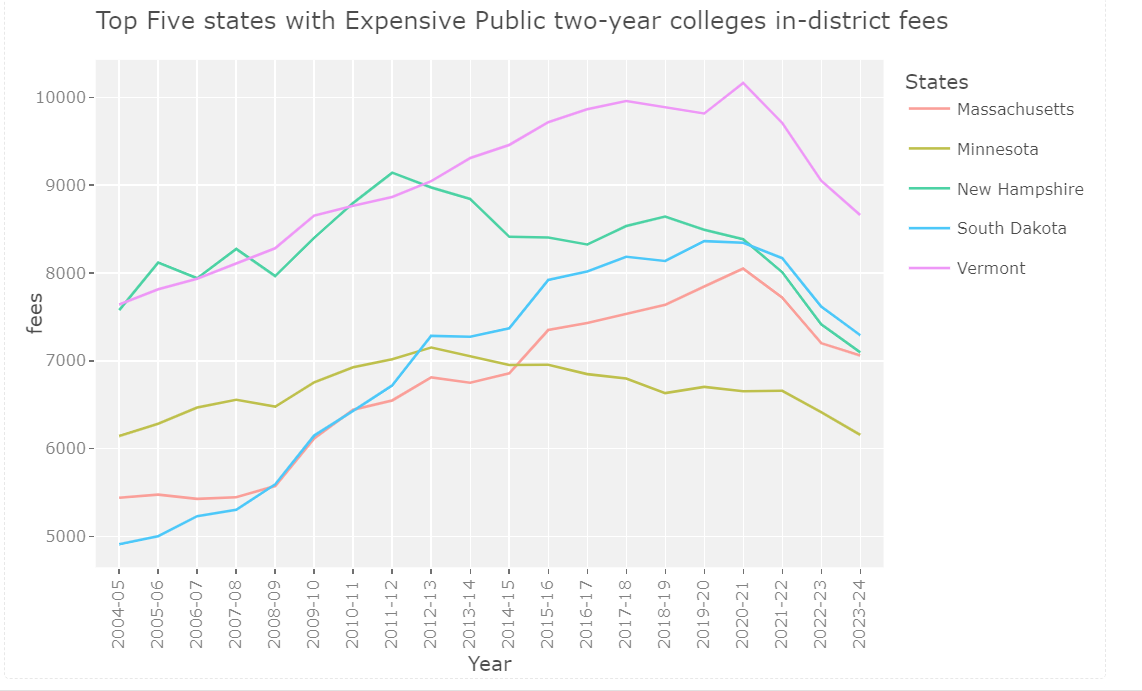 Top Five states with Expensive Public two-year colleges in-district fees
10000
9000
8000
7000
6000
5000
fees
2004-05
2005-06
2006-07
2007-08
2008-09
2009-10
2010-11
2011-12
2012-13
2013-14
2014-15
2015-16
2016-17
2017-18
2018-19
2019-20
2020-21
2021-22
2022-23
2023-24
Year
States
Massachusetts
Minnesota
New Hampshire
South Dakota
Vermont